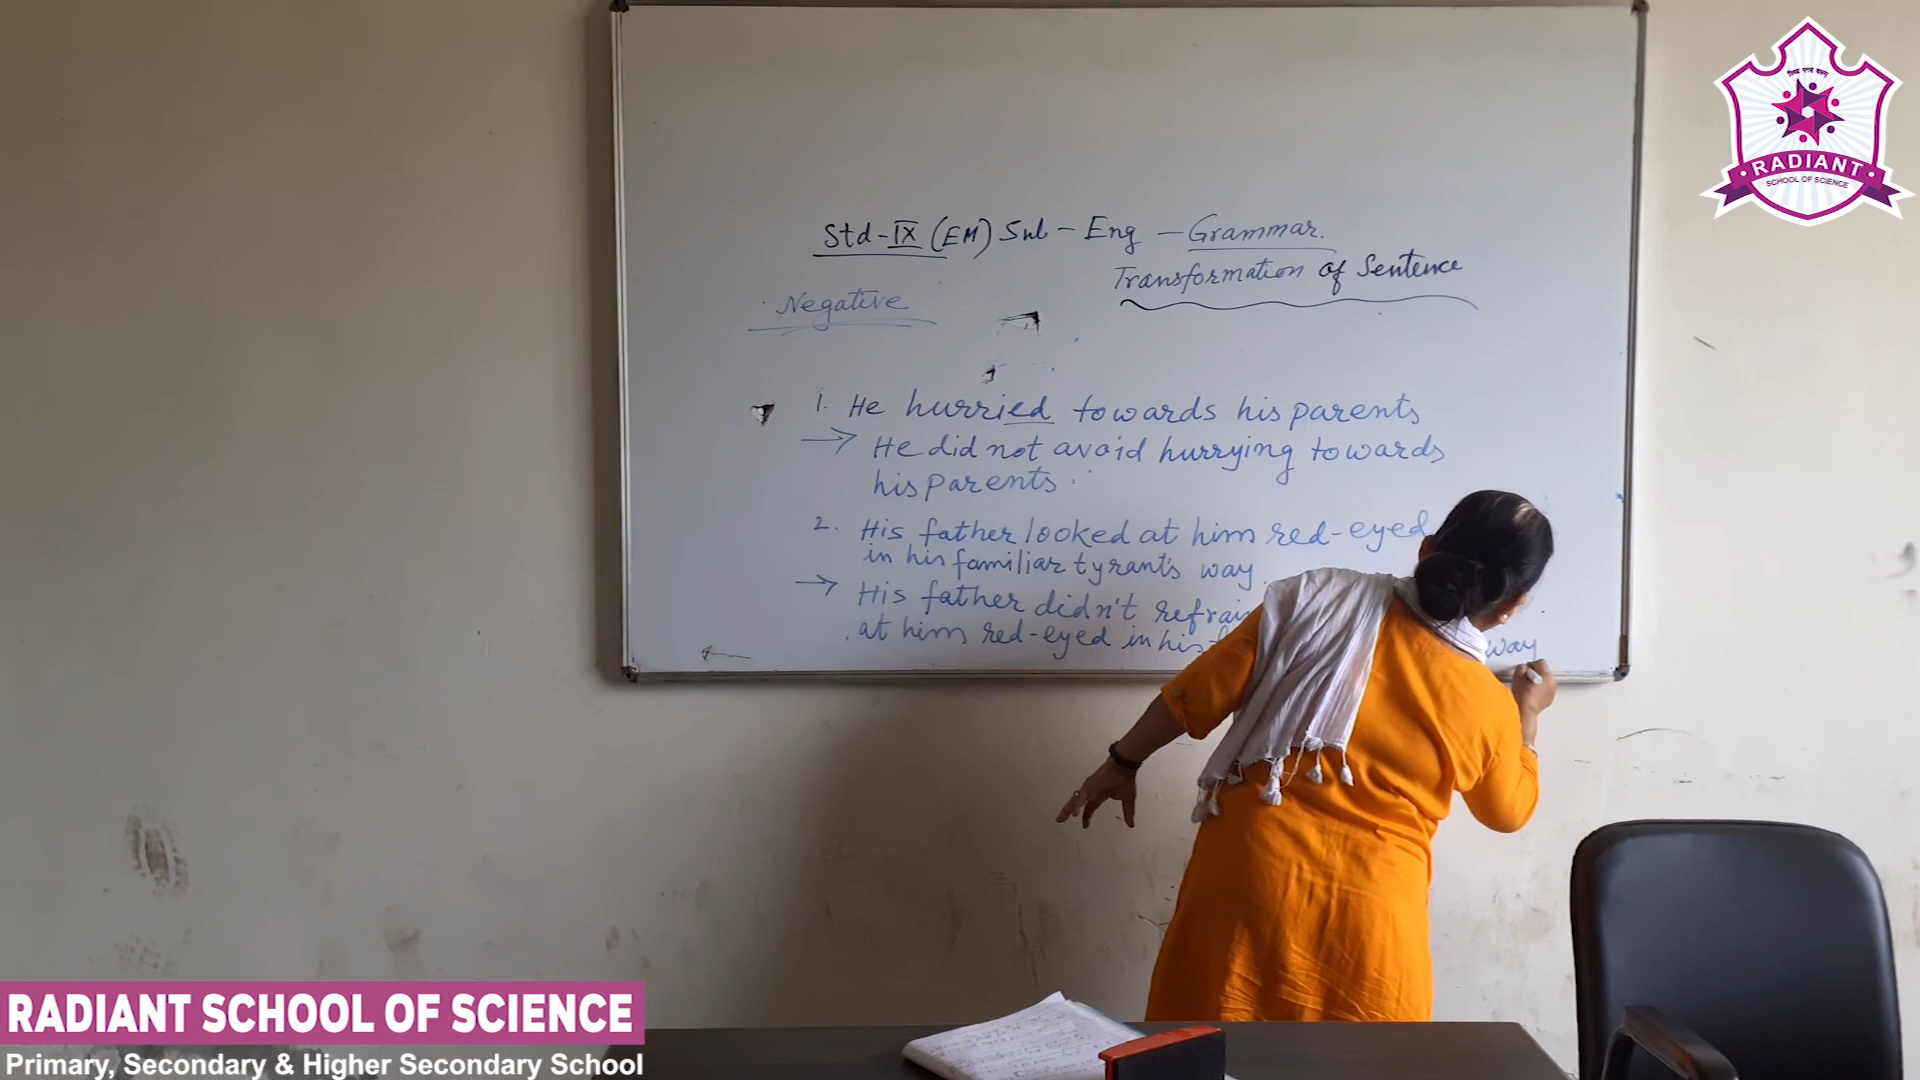 Std-IX (EM) Sub - Eng - Grammar.
Transformation of Sentence
Negative
1. He hurried towards his parents
→ He did not avoid hurrying towards
his parents.
2. His father looked at him red-eyed
in his familiar tyrant's way.
→ His father didn't
at him red-eyed in his
way
RADIANT
SCHOOL OF SCIENCE
RADIANT SCHOOL OF SCIENCE
Primary, Secondary & Higher Secondary School